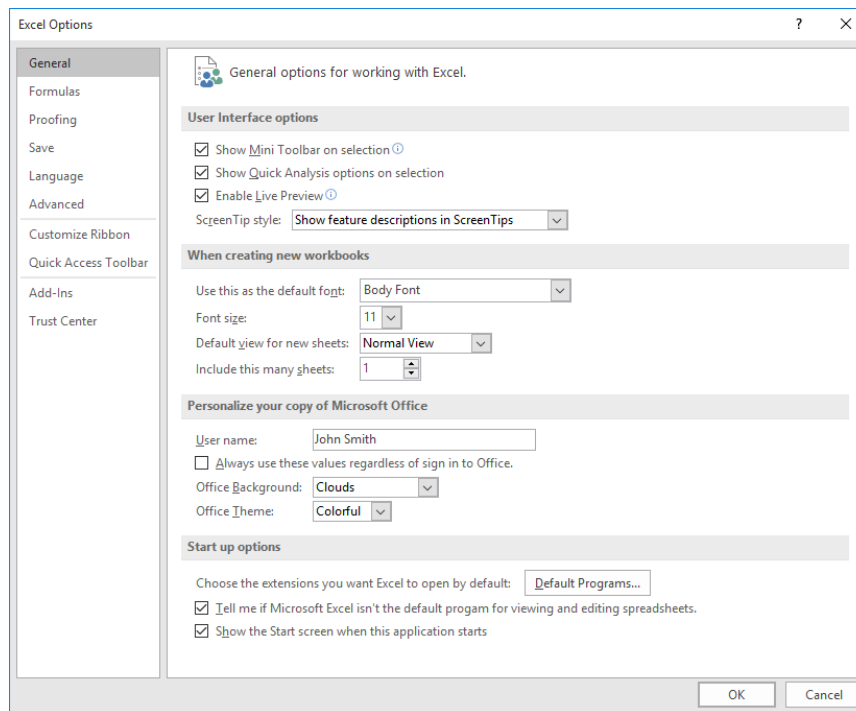 Excel Options
General
Formulas
Proofing
Save
Language
Advanced
Customize Ribbon
Quick Access Toolbar
Add-Ins
Trust Center
General options for working with Excel.
User Interface options
Show Mini Toolbar on selection
Show Quick Analysis options on selection
Enable Live Preview
ScreenTip style: Show feature descriptions in ScreenTips
When creating new workbooks
Use this as the default font: Body Font
Font size: 11
Default view for new sheets: Normal View
Include this many sheets: 1
Personalize your copy of Microsoft Office
User name: John Smith
Always use these values regardless of sign in to Office.
Office Background: Clouds
Office Theme: Colorful
Start up options
Choose the extensions you want Excel to open by default: Default Programs...
Tell me if Microsoft Excel isn't the default progam for viewing and editing spreadsheets.
Show the Start screen when this application starts
OK Cancel